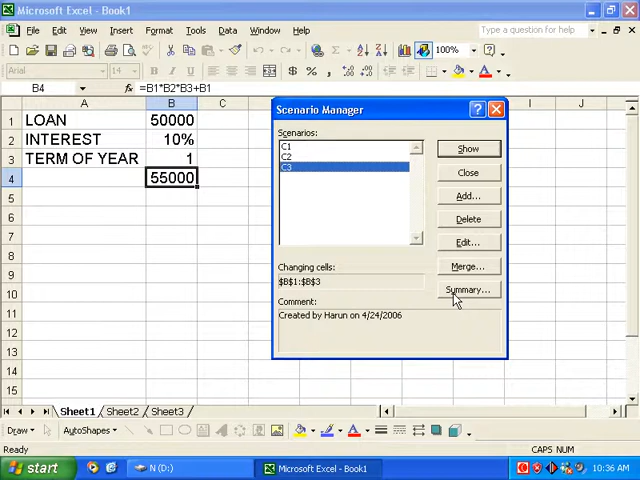 Microsoft Excel - Book1
File Edit View Insert Format Tools Data Window Help
Type a question for help
100%
Arial 14 B I U
B4 =B1*B2*B3+B1
A B C H I J
1 LOAN 50000
2 INTEREST 10%
3 TERM OF YEAR 1
4 55000
5
6
7
8
9
10
11
12
13
14
15
Scenario Manager
Scenarios:
C1
C2
C3
Show
Close
Add...
Delete
Edit...
Merge...
Summary...
Changing cells:
$B$1:$B$3
Comment:
Created by Harun on 4/24/2006
Sheet1 Sheet2 Sheet3
Draw AutoShapes
Ready CAPS NUM
start N (D:) Microsoft Excel - Book1 10:36 AM